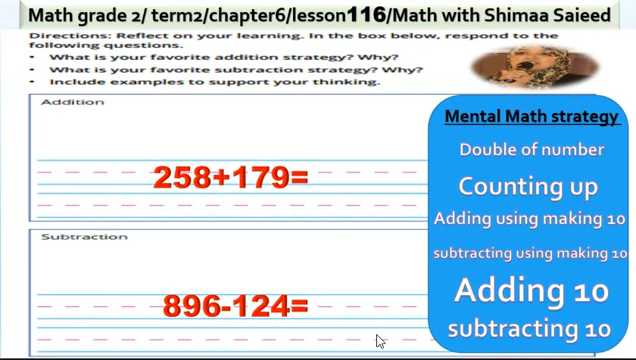 Math grade 2/ term2/chapter6/lesson116/Math with Shimaa Saieed
Directions: Reflect on your learning. In the box below, respond to the
following questions.
• What is your favorite addition strategy? Why?
• What is your favorite subtraction strategy? Why?
• Include examples to support your thinking.
Addition
258+179=
Subtraction
896-124=
Mental Math strategy
Double of number
Counting up
Adding using making 10
subtracting using making 10
Adding 10
subtracting 10